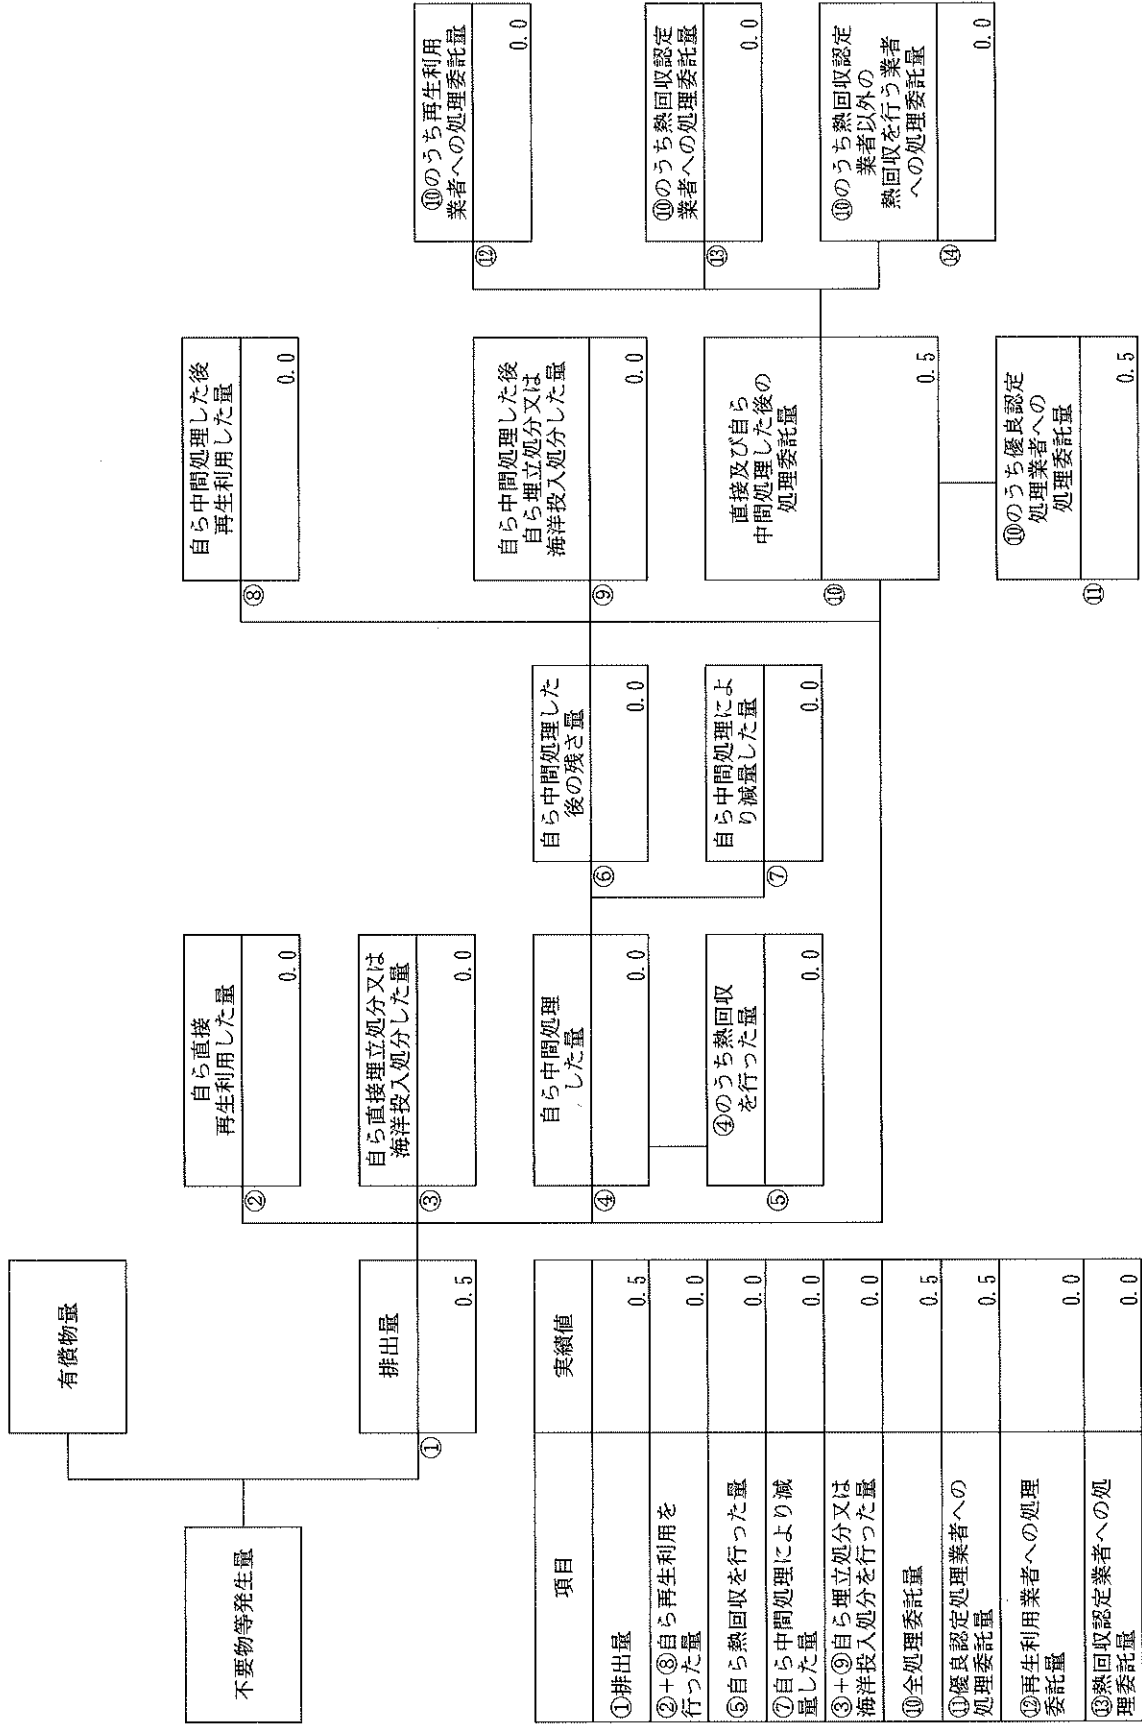 不要物等発生量
有償物量
排出量
①
0.5
自ら直接
再生利用した量
②
0.0
自ら直接埋立処分又は
海洋投入処分した量
③
0.0
自ら中間処理
した量
④
0.0
④のうち熱回収
を行った量
⑤
0.0
自ら中間処理した
後の残さ量
⑥
0.0
自ら中間処理によ
り減量した量
⑦
0.0
自ら中間処理した後
再生利用した量
⑧
0.0
自ら中間処理した後
自ら埋立処分又は
海洋投入処分した量
⑨
0.0
直接及び自ら
中間処理した後の
処理委託量
⑩
0.5
⑩のうち優良認定
処理業者への
処理委託量
⑪
0.5
⑩のうち再生利用
業者への処理委託量
⑫
0.0
⑩のうち熱回収認定
業者への処理委託量
⑬
0.0
⑩のうち熱回収認定
業者以外の
熱回収を行う業者
への処理委託量
⑭
0.0
項目 実績値
①排出量 0.5
②+⑧自ら再生利用を
行った量 0.0
⑤自ら熱回収を行った量 0.0
⑦自ら中間処理により減
量した量 0.0
③+⑨自ら埋立処分又は
海洋投入処分を行った量 0.0
⑩全処理委託量 0.5
⑪優良認定処理業者への
処理委託量 0.5
⑫再生利用業者への処理
委託量 0.0
⑬熱回収認定業者への処
理委託量 0.0